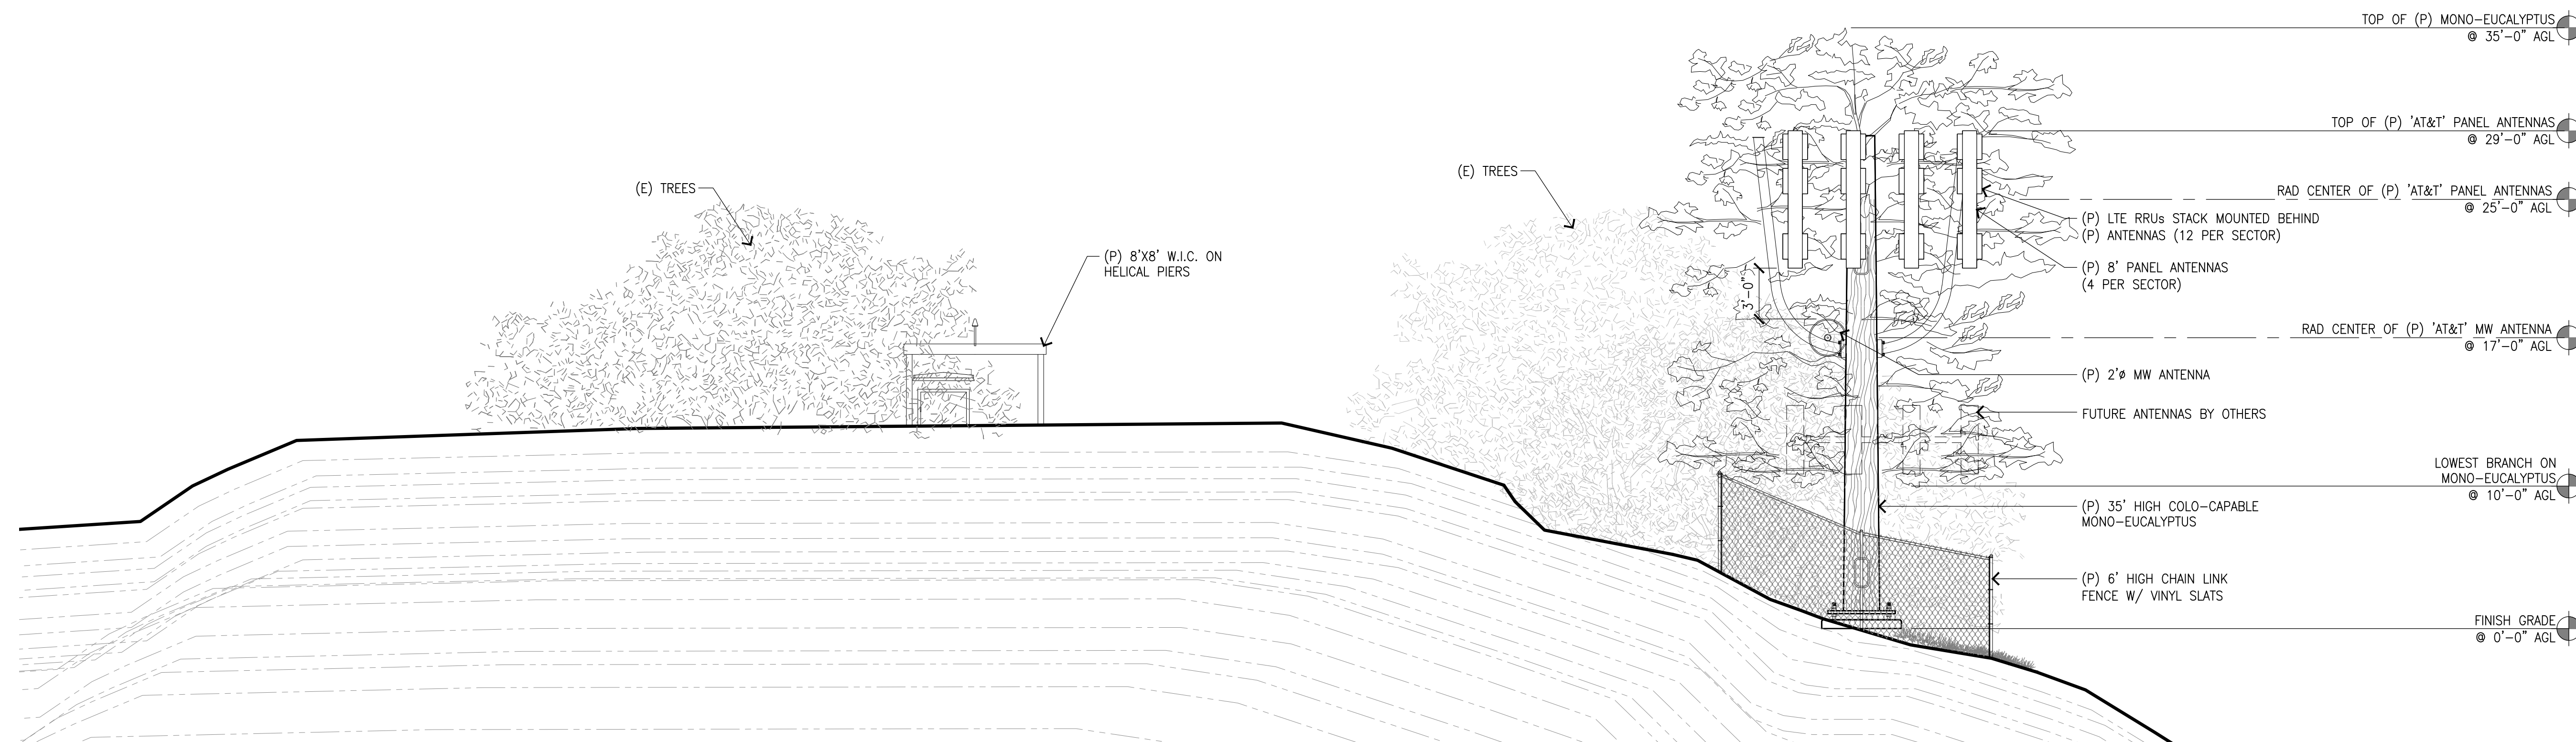 TOP OF (P) MONO-EUCALYPTUS
@ 35'-0" AGL
TOP OF (P) 'AT&T' PANEL ANTENNAS
@ 29'-0" AGL
(E) TREES
(E) TREES
RAD CENTER OF (P) 'AT&T' PANEL ANTENNAS
@ 25'-0" AGL
(P) LTE RRUs STACK MOUNTED BEHIND
(P) ANTENNAS (12 PER SECTOR)
(P) 8'X8' W.I.C. ON
HELICAL PIERS
(P) 8' PANEL ANTENNAS
(4 PER SECTOR)
3'-0"
RAD CENTER OF (P) 'AT&T' MW ANTENNA
@ 17'-0" AGL
(P) 2'ø MW ANTENNA
FUTURE ANTENNAS BY OTHERS
LOWEST BRANCH ON
MONO-EUCALYPTUS
@ 10'-0" AGL
(P) 35' HIGH COLO-CAPABLE
MONO-EUCALYPTUS
(P) 6' HIGH CHAIN LINK
FENCE W/ VINYL SLATS
FINISH GRADE
@ 0'-0" AGL